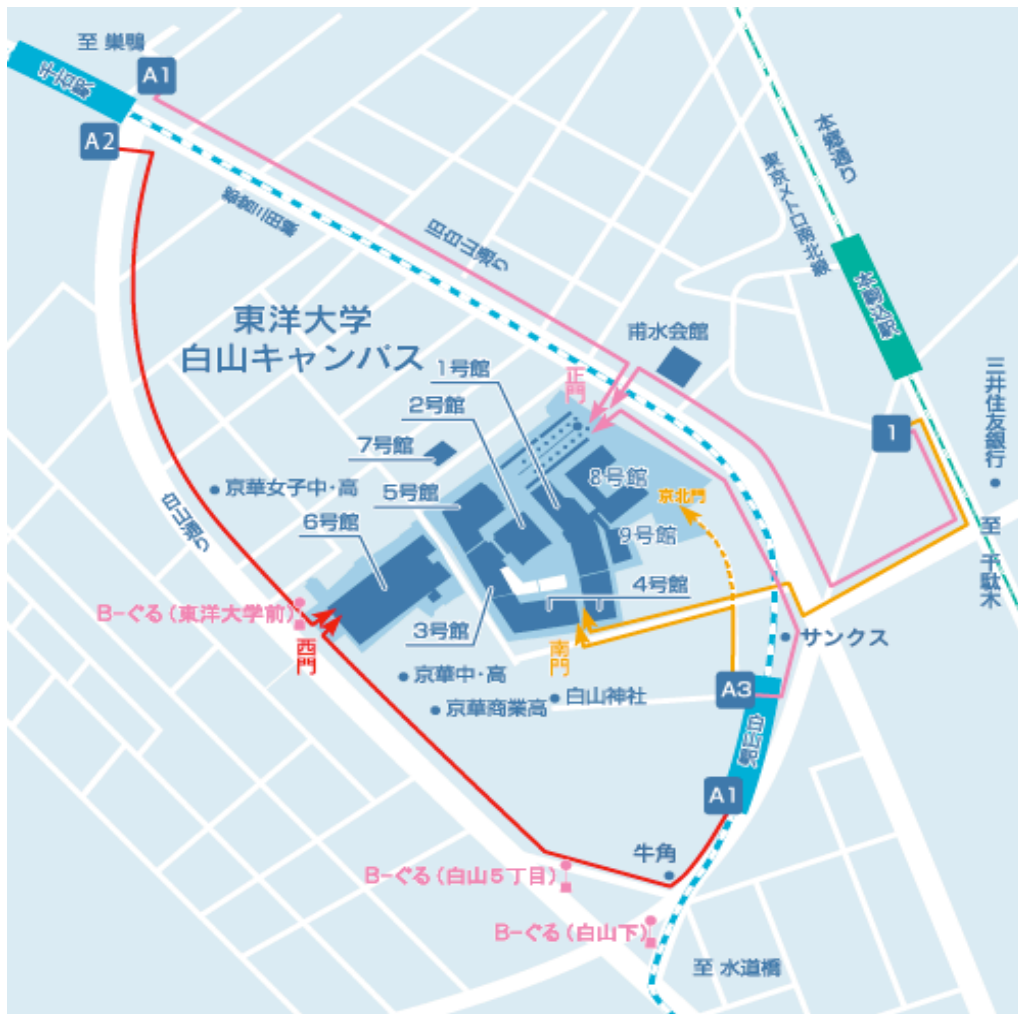 至 巣鴨
A1
千石駅
A2
本郷通り
東京メトロ南北線
都営三田線
旧白山通り
本駒込駅
東洋大学
白山キャンパス
甫水会館
三井住友銀行
1号館
正門
2号館
1
7号館
8号館
京華女子中・高
5号館
京北門
6号館
白山通り
9号館
至 千駄木
4号館
B-ぐる(東洋大学前)
3号館
サンクス
西門
南門
京華中・高
白山神社
A3
京華商業高
白山駅
A1
牛角
B-ぐる(白山5丁目)
B-ぐる(白山下)
至 水道橋